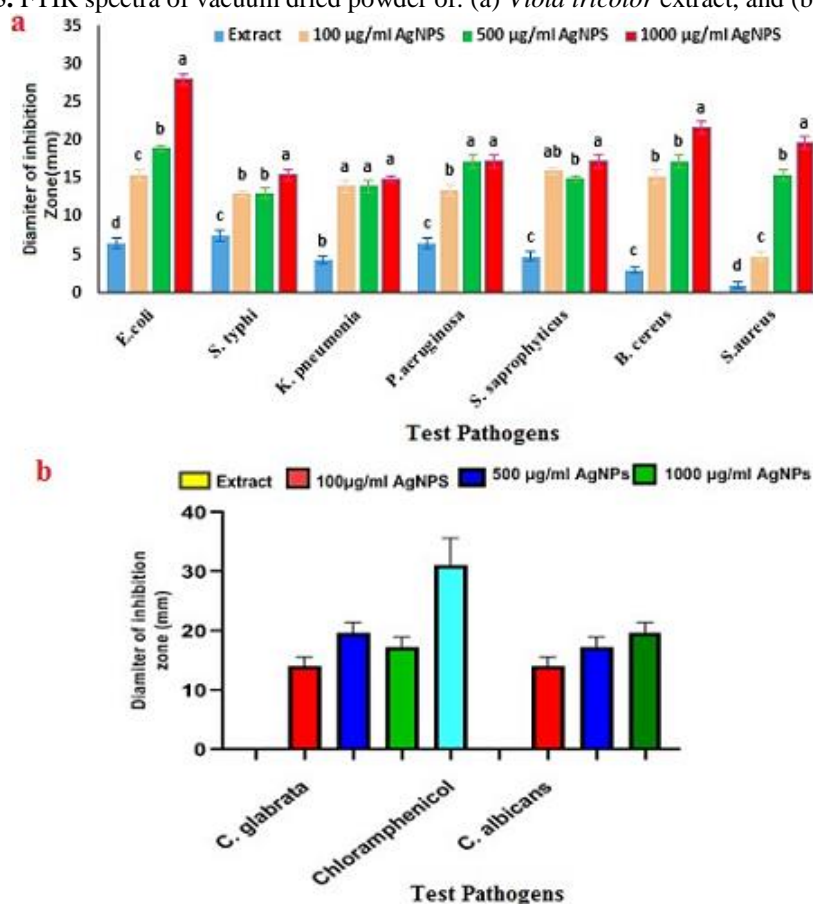 FTIR spectra of vacuum dried powder of: (a) Viola tricolor extract, and (b
a
Extract 100 µg/ml AgNPS 500 µg/ml AgNPS 1000 µg/ml AgNPS
Diamiter of inhibition
Zone(mm)
35
30
25
20
15
10
5
0
d c b a
c b b a
b a a a
c b a a
c ab b a
c b b a
d c b a
E.coli
S. typhi
K. pneumonia
P.aeruginosa
S. saprophyticus
B. cereus
S.aureus
Test Pathogens
b
Extract 100µg/ml AgNPS 500 µg/ml AgNPs 1000 µg/ml AgNPs
Diamiter of inhibition
zone (mm)
40
30
20
10
0
C. glabrata
Chloramphenicol
C. albicans
Test Pathogens